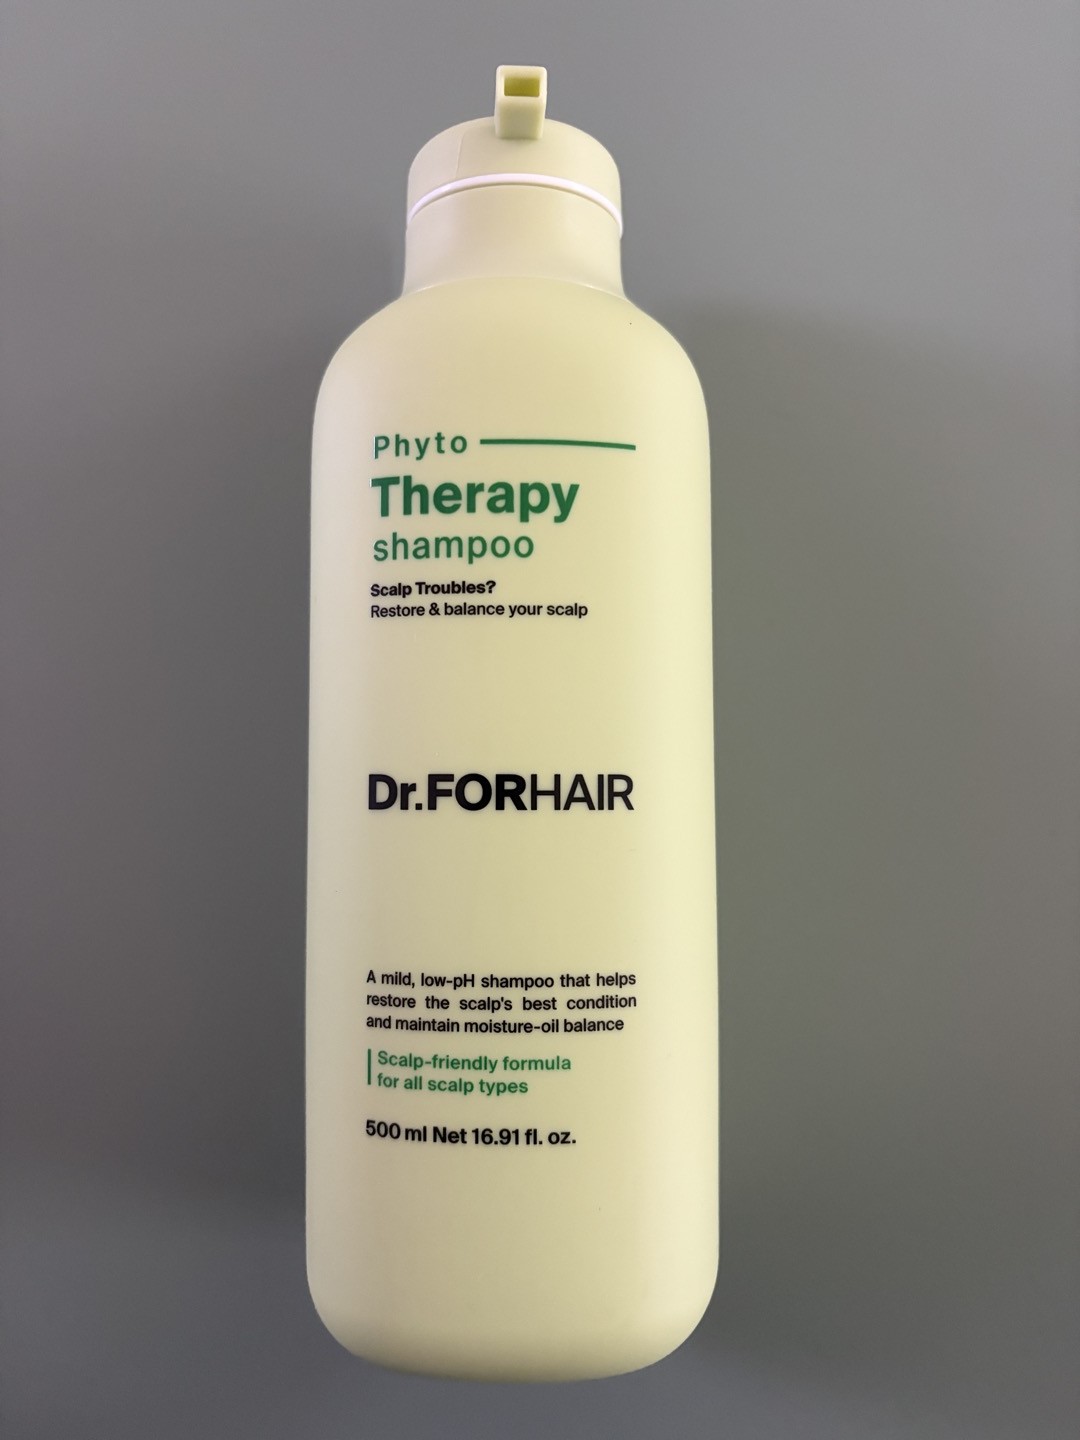 Phyto
Therapy
shampoo
Scalp Troubles?
Restore & balance your scalp
Dr.FORHAIR
A mild, low-pH shampoo that helps
restore the scalp's best condition
and maintain moisture-oil balance
Scalp-friendly formula
for all scalp types
500 ml Net 16.91 fl. oz.